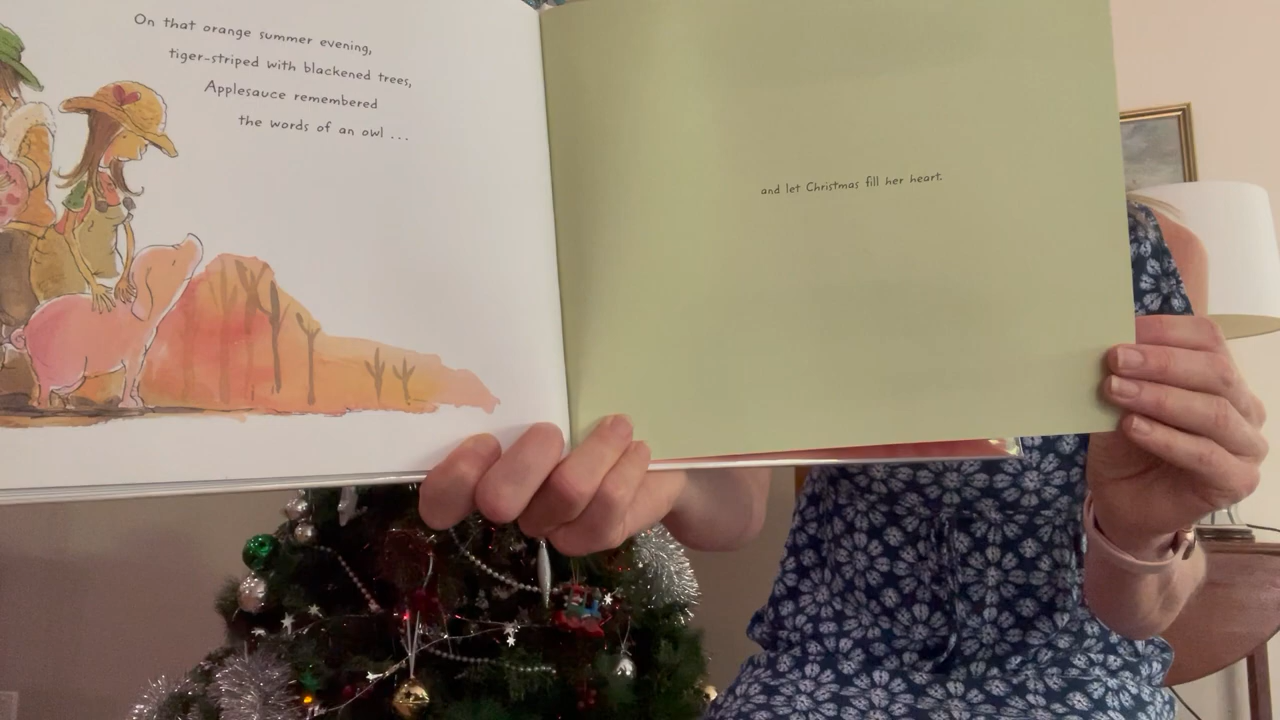 On that orange summer evening,
tiger-striped with blackened trees,
Applesauce remembered
the words of an owl ...
and let Christmas fill her heart.